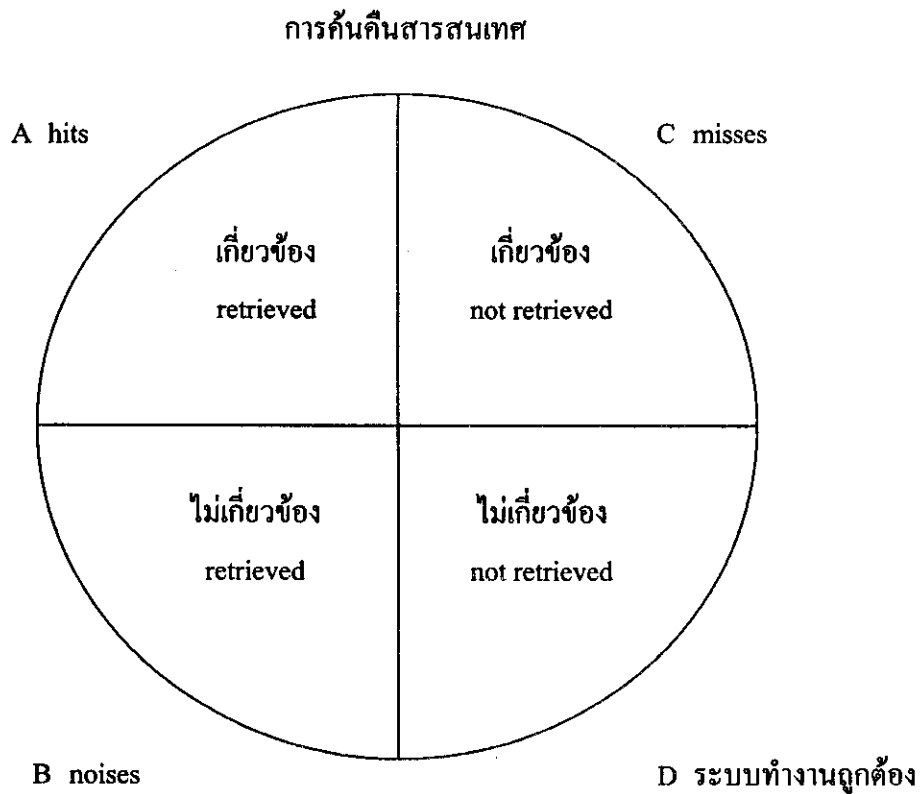 การค้นคืนสารสนเทศ
A hits
C misses
เกี่ยวข้อง
retrieved
เกี่ยวข้อง
not retrieved
ไม่เกี่ยวข้อง
retrieved
ไม่เกี่ยวข้อง
not retrieved
B noises
D ระบบทำงานถูกต้อง